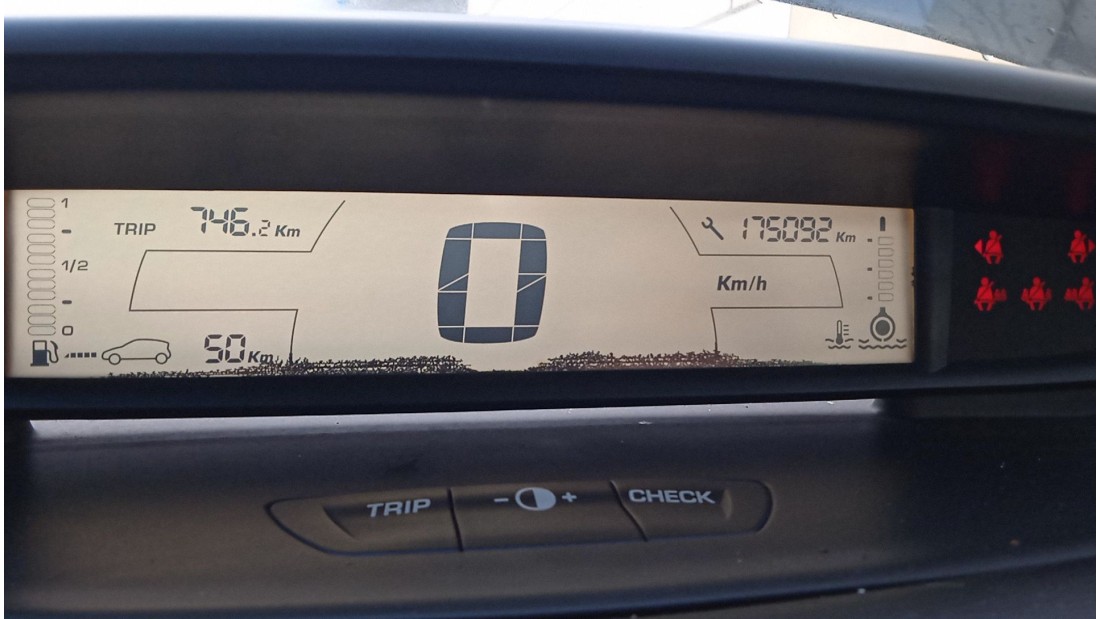 1
TRIP 746.2 Km
175092 Km
1/2
Km/h
0
0
50 Km
TRIP - + CHECK